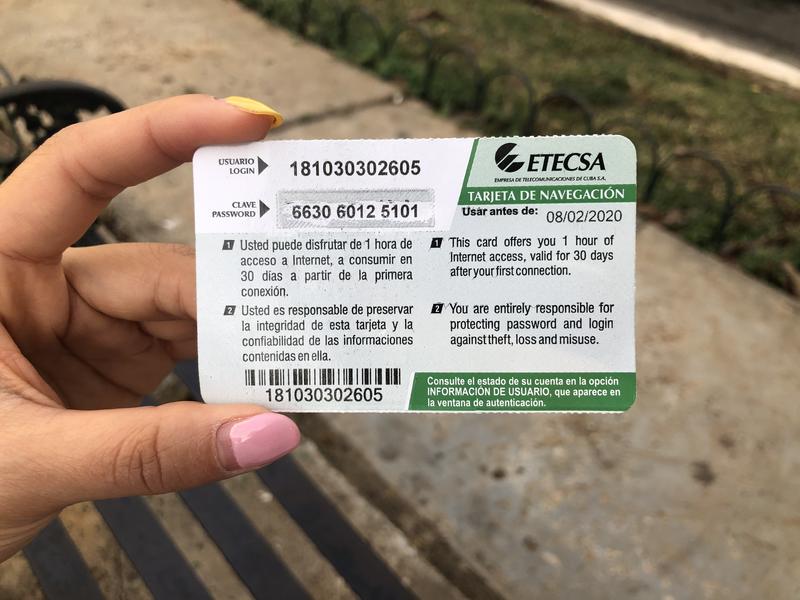 USUARIO
LOGIN
181030302605
CLAVE
PASSWORD
6630 6012 5101
ETECSA
EMPRESA DE TELECOMUNICACIONES DE CUBA S.A.
TARJETA DE NAVEGACIÓN
Usar antes de: 08/02/2020
1 Usted puede disfrutar de 1 hora de
acceso a Internet, a consumir en
30 días a partir de la primera
conexión.
2 Usted es responsable de preservar
la integridad de esta tarjeta y la
confiabilidad de las informaciones
contenidas en ella.
1 This card offers you 1 hour of
Internet access, valid for 30 days
after your first connection.
2 You are entirely responsible for
protecting password and login
against theft, loss and misuse.
181030302605
Consulte el estado de su cuenta en la opción
INFORMACIÓN DE USUARIO, que aparece en
la ventana de autenticación.